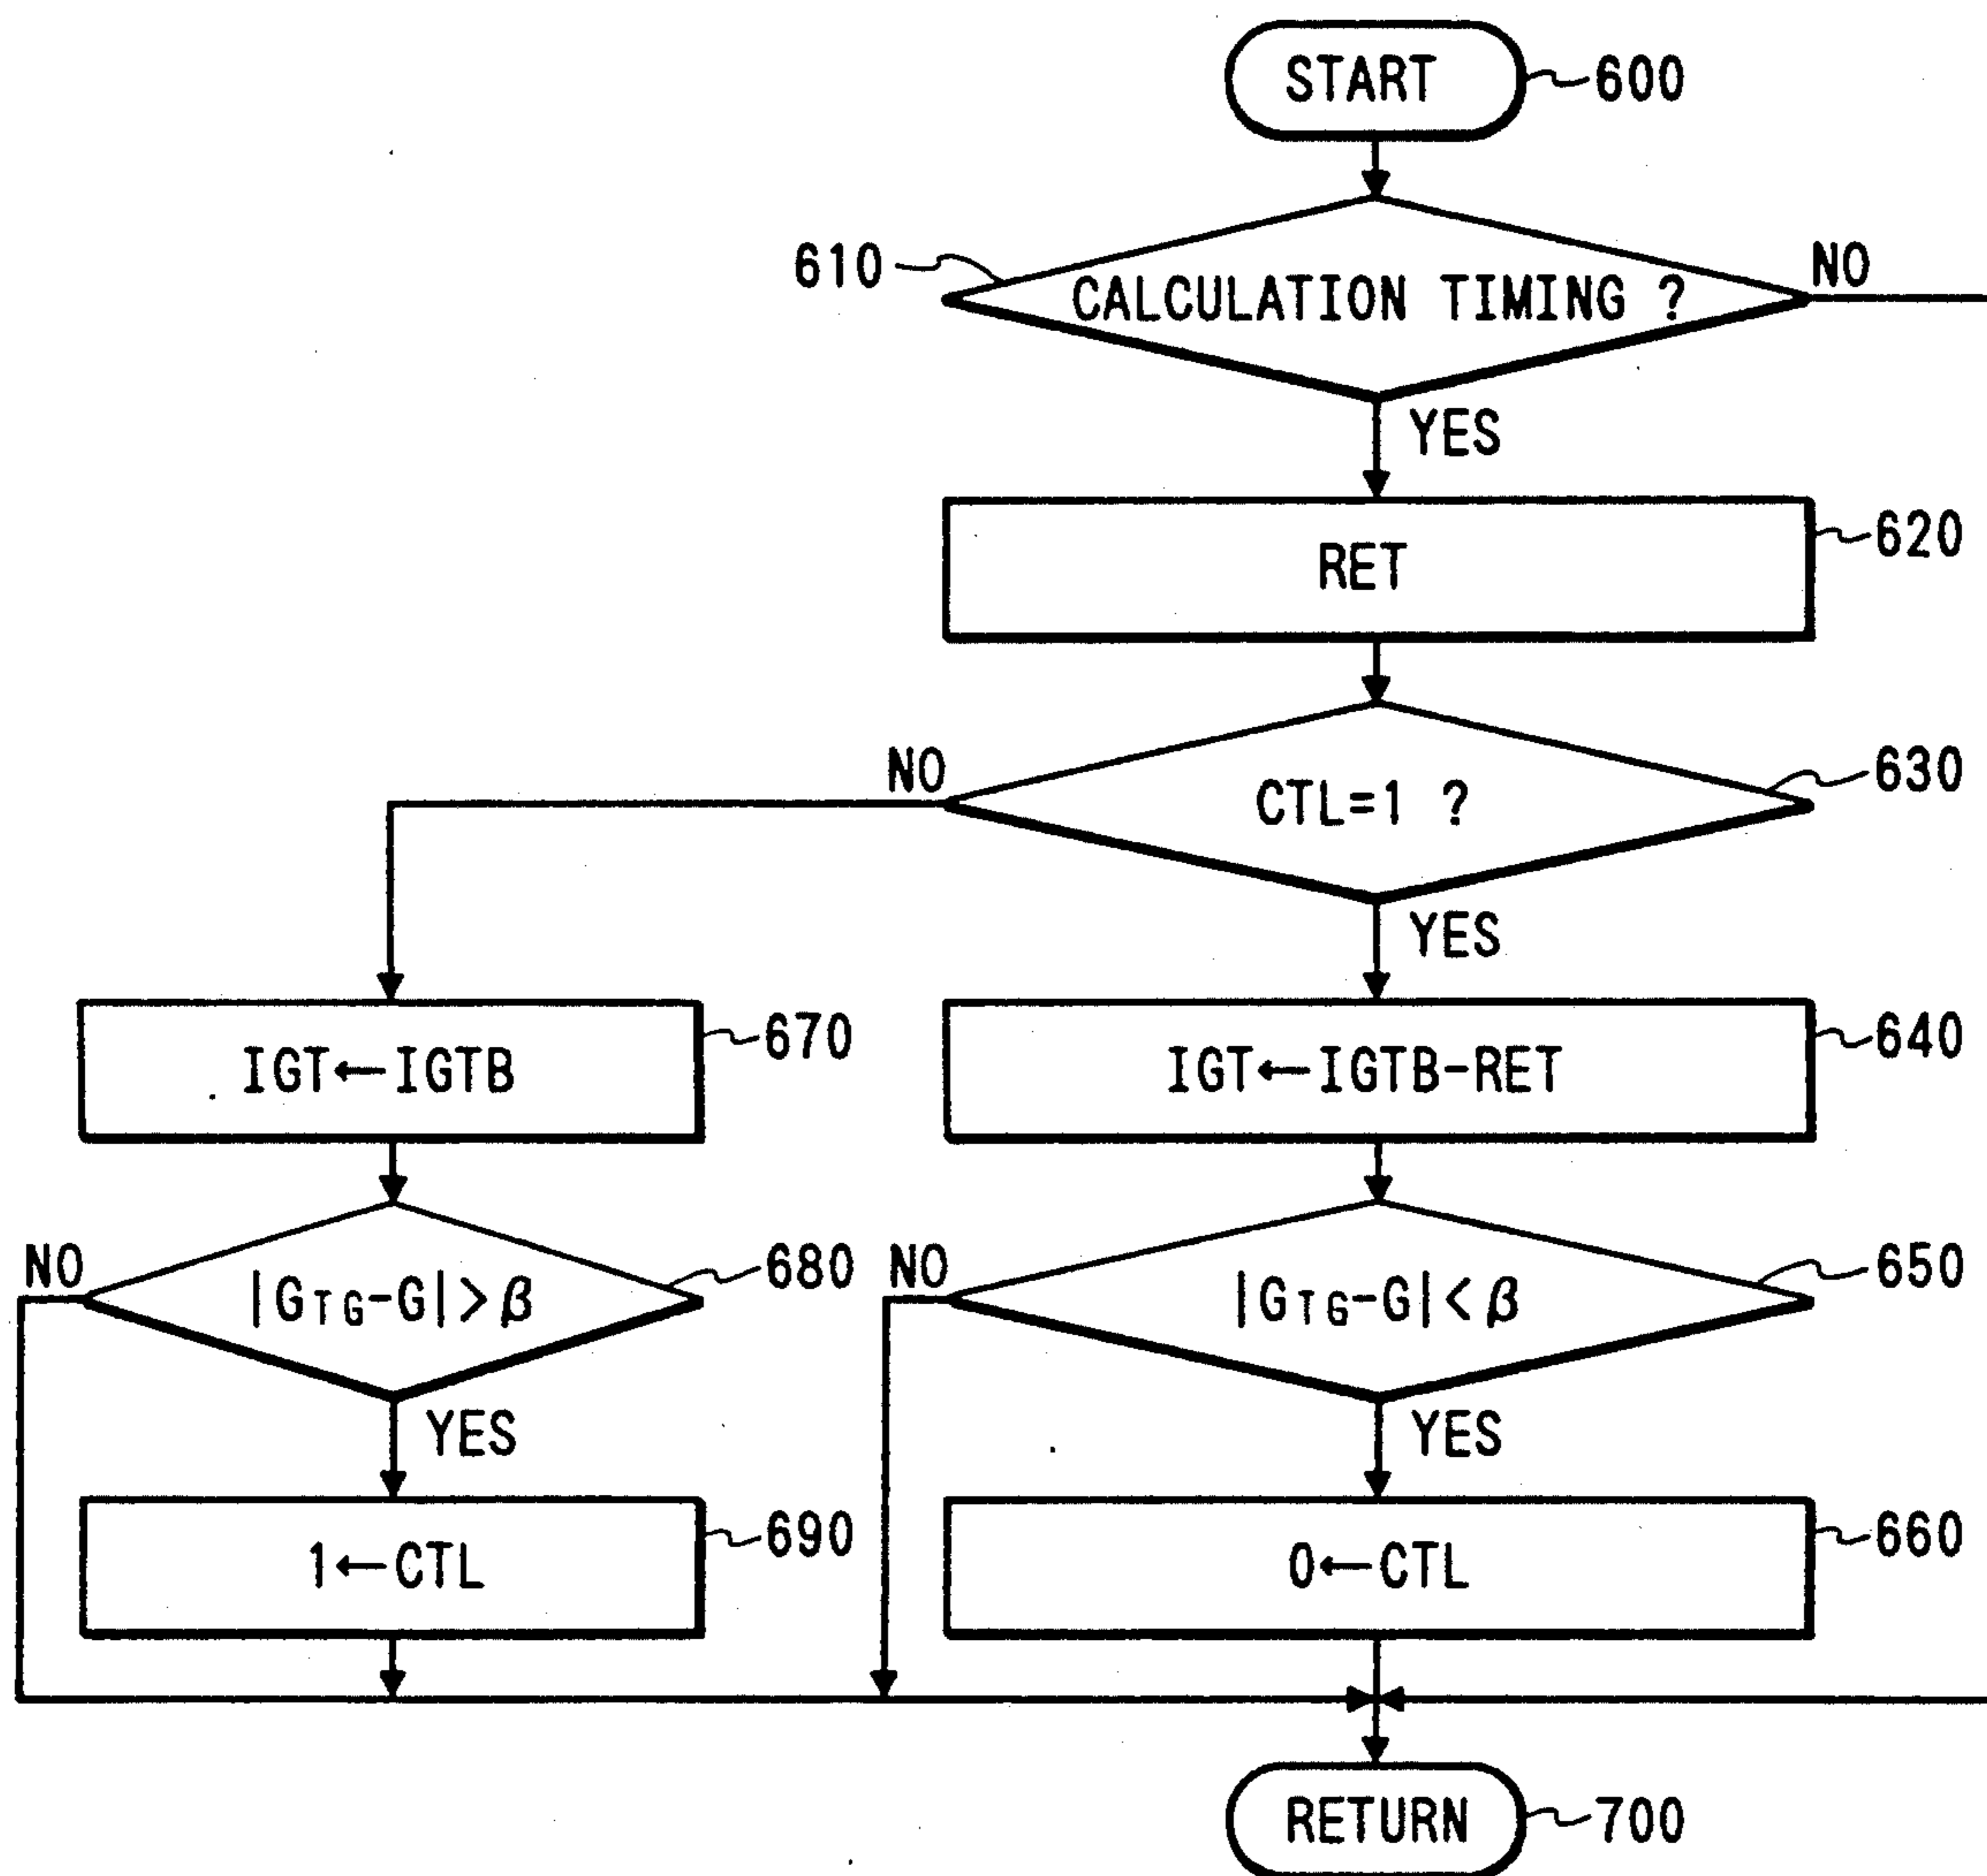 START
600
610
CALCULATION TIMING ?
NO
YES
RET
620
CTL=1 ?
630
NO
YES
IGT←IGTB
670
IGT←IGTB-RET
640
NO
|GTG-G|>β
680
NO
|GTG-G|<β
650
YES
YES
1←CTL
690
0←CTL
660
RETURN
700